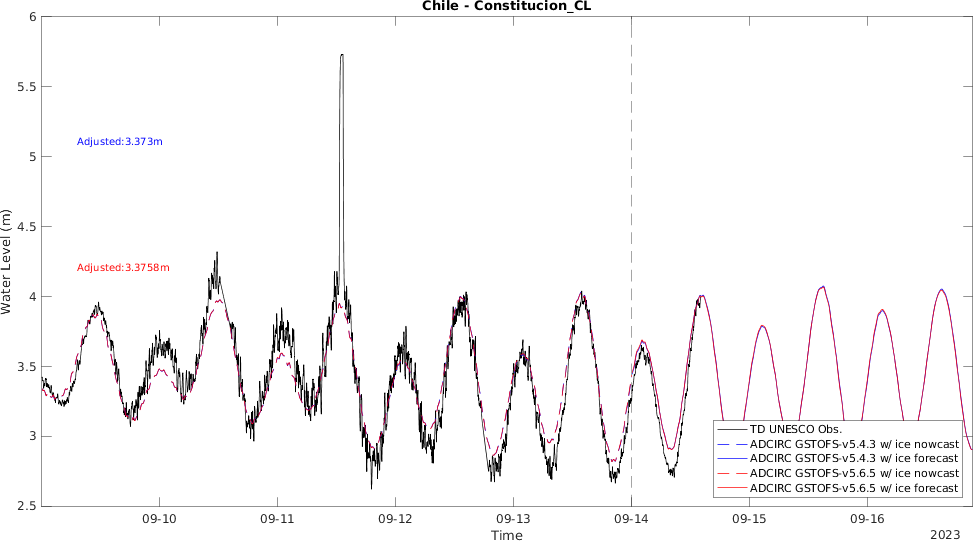 Chile - Constitucion_CL
6
5.5
5
4.5
4
3.5
3
2.5
Water Level (m)
Adjusted:3.373m
Adjusted:3.3758m
TD UNESCO Obs.
ADCIRC GSTOFS-v5.4.3 w/ ice nowcast
ADCIRC GSTOFS-v5.4.3 w/ ice forecast
ADCIRC GSTOFS-v5.6.5 w/ ice nowcast
ADCIRC GSTOFS-v5.6.5 w/ ice forecast
09-10 09-11 09-12 09-13 09-14 09-15 09-16
Time
2023